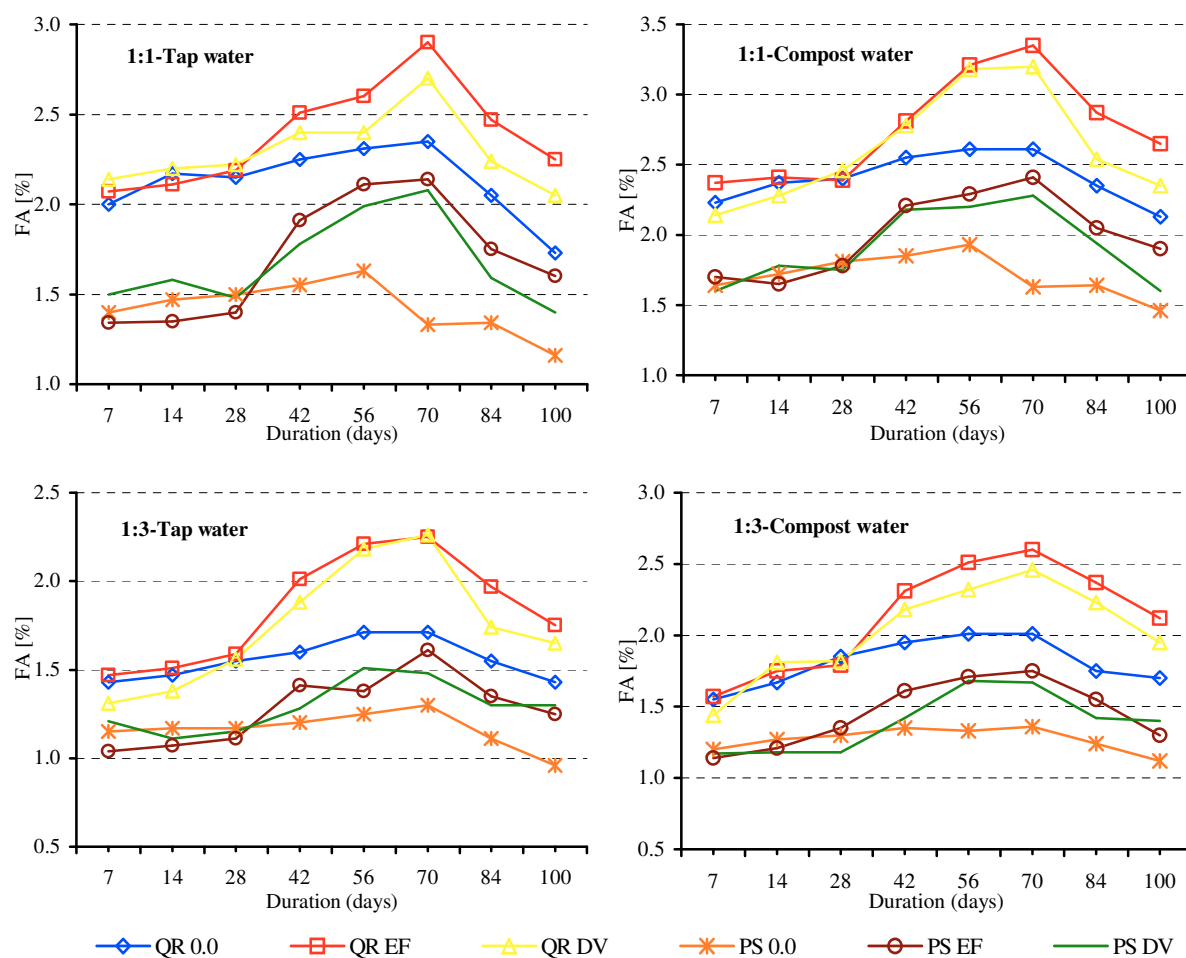 1:1-Tap water
FA [%]
3.0
2.5
2.0
1.5
1.0
7 14 28 42 56 70 84 100
Duration (days)
1:1-Compost water
FA [%]
3.5
3.0
2.5
2.0
1.5
1.0
7 14 28 42 56 70 84 100
Duration (days)
1:3-Tap water
FA [%]
2.5
2.0
1.5
1.0
0.5
7 14 28 42 56 70 84 100
Duration (days)
1:3-Compost water
FA [%]
3.0
2.5
2.0
1.5
1.0
0.5
7 14 28 42 56 70 84 100
Duration (days)
QR 0.0 QR EF QR DV PS 0.0 PS EF PS DV